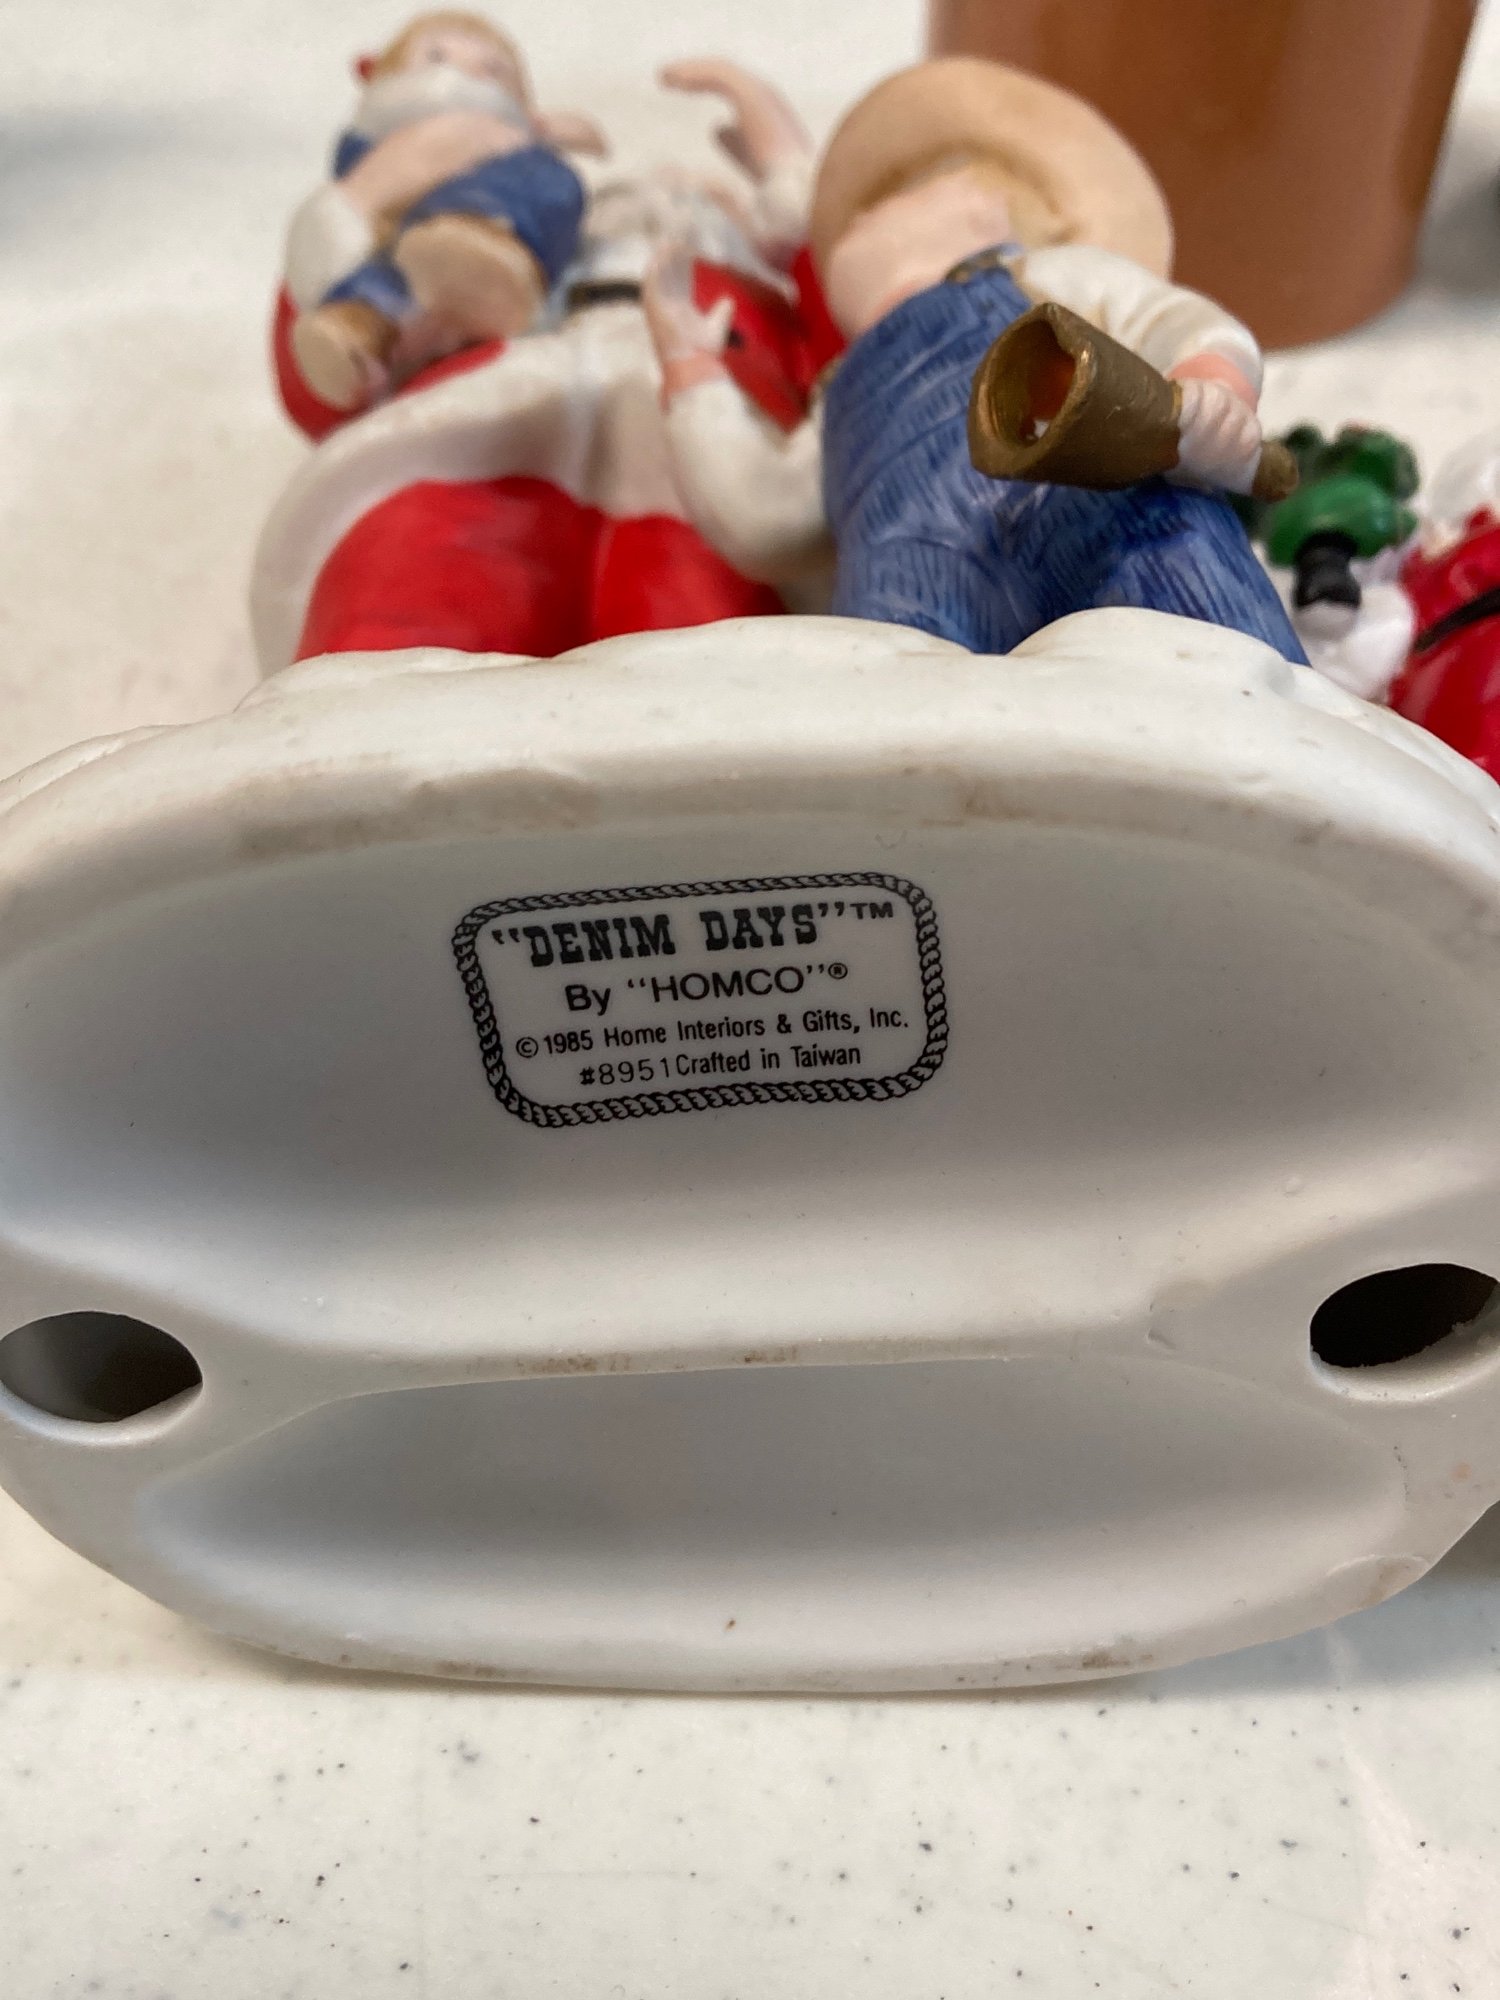 "DENIM DAYS"™
By "HOMCO"®
©1985 Home Interiors & Gifts, Inc.
#8951 Crafted in Taiwan